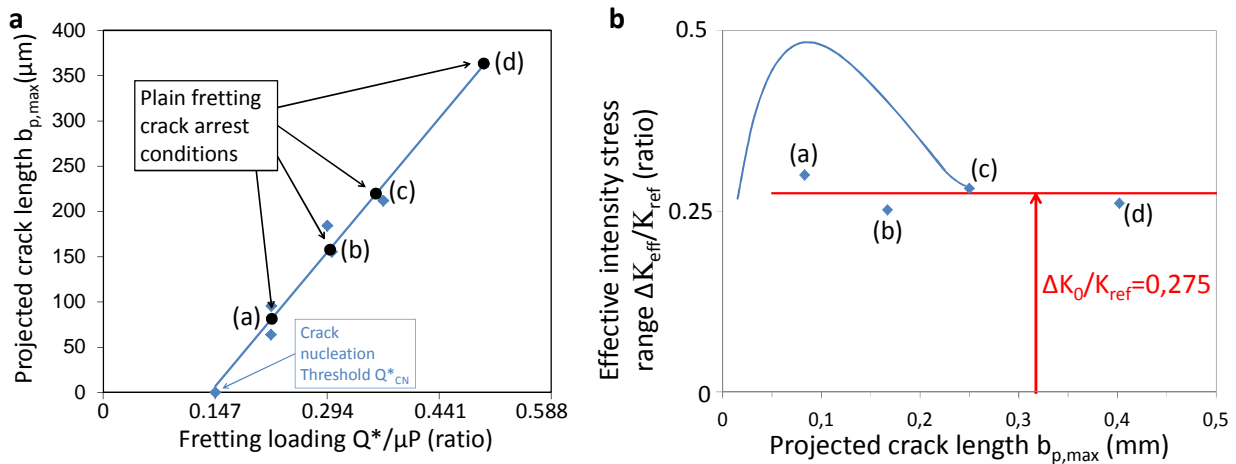 a
Projected crack length b_p,max(μm)
400
350
300
250
200
150
100
50
0
Plain fretting
crack arrest
conditions
(a)
(b)
(c)
(d)
Crack
nucleation
Threshold Q*_CN
0
0.147
0.294
0.441
0.588
Fretting loading Q*/μP (ratio)
b
Effective intensity stress
range ΔK_eff/K_ref (ratio)
0.5
0.25
0
(a)
(b)
(c)
(d)
ΔK_0/K_ref=0,275
0
0,1
0,2
0,3
0,4
0,5
Projected crack length b_p,max (mm)